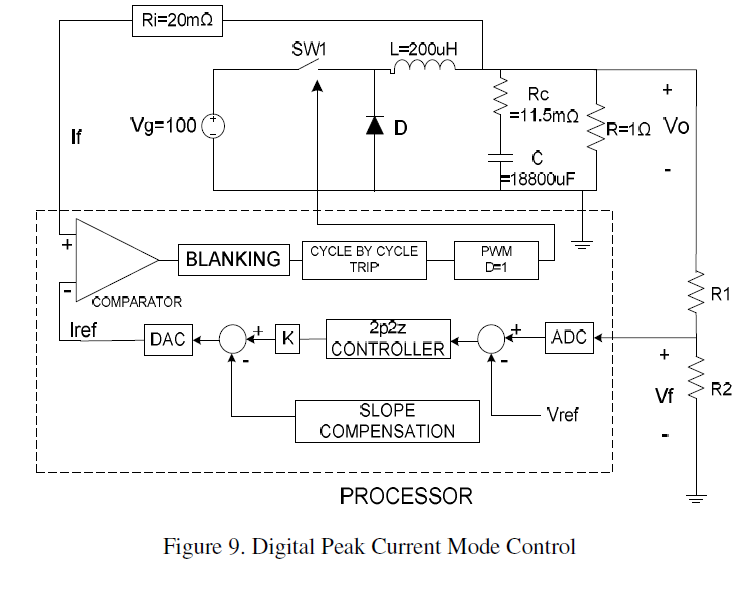 Ri=20mΩ
SW1
L=200uH
If
Vg=100
D
Rc
=11.5mΩ
C
=18800uF
R=1Ω
+
Vo
-
+
-
COMPARATOR
BLANKING
CYCLE BY CYCLE
TRIP
PWM
D=1
R1
Iref
DAC
+
-
K
2p2z
CONTROLLER
+
-
ADC
+
Vf
-
R2
SLOPE
COMPENSATION
Vref
PROCESSOR
Figure 9. Digital Peak Current Mode Control